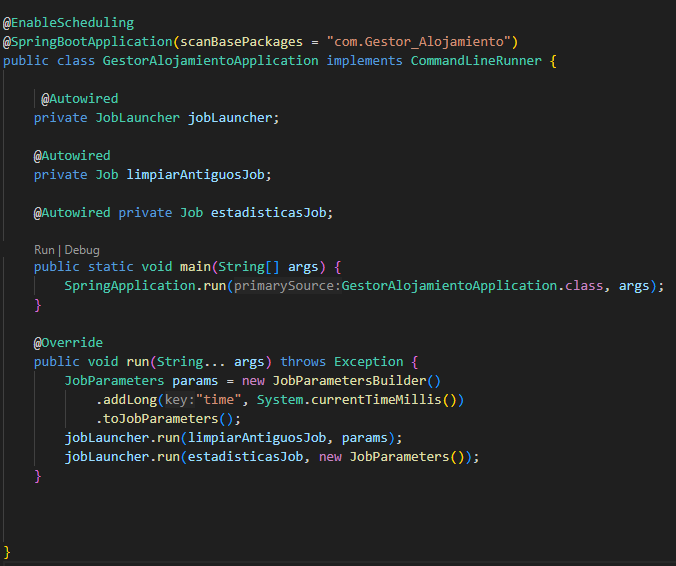 @EnableScheduling
@SpringBootApplication(scanBasePackages = "com.Gestor_Alojamiento")
public class GestorAlojamientoApplication implements CommandLineRunner {
@Autowired
private JobLauncher jobLauncher;
@Autowired
private Job limpiarAntiguosJob;
@Autowired private Job estadisticasJob;
Run | Debug
public static void main(String[] args) {
SpringApplication.run(primarySource:GestorAlojamientoApplication.class, args);
}
@Override
public void run(String... args) throws Exception {
JobParameters params = new JobParametersBuilder()
.addLong(key:"time", System.currentTimeMillis())
.toJobParameters();
jobLauncher.run(limpiarAntiguosJob, params);
jobLauncher.run(estadisticasJob, new JobParameters());
}
}